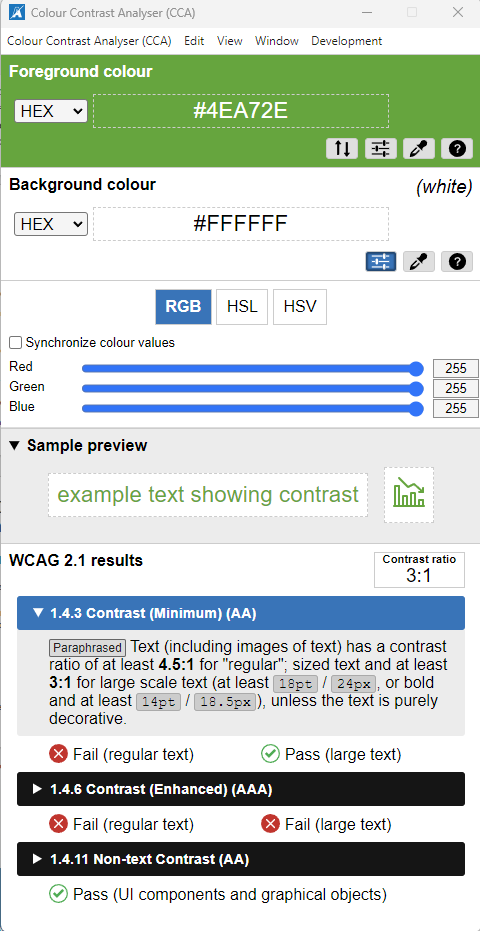 Colour Contrast Analyser (CCA)
Colour Contrast Analyser (CCA) Edit View Window Development
Foreground colour
HEX #4EA72E
Background colour (white)
HEX #FFFFFF
RGB HSL HSV
Synchronize colour values
Red 255
Green 255
Blue 255
Sample preview
example text showing contrast
WCAG 2.1 results
Contrast ratio
3:1
1.4.3 Contrast (Minimum) (AA)
Paraphrased Text (including images of text) has a contrast
ratio of at least 4.5:1 for "regular"; sized text and at least
3:1 for large scale text (at least 18pt / 24px, or bold
and at least 14pt / 18.5px), unless the text is purely
decorative.
Fail (regular text) Pass (large text)
1.4.6 Contrast (Enhanced) (AAA)
Fail (regular text) Fail (large text)
1.4.11 Non-text Contrast (AA)
Pass (UI components and graphical objects)